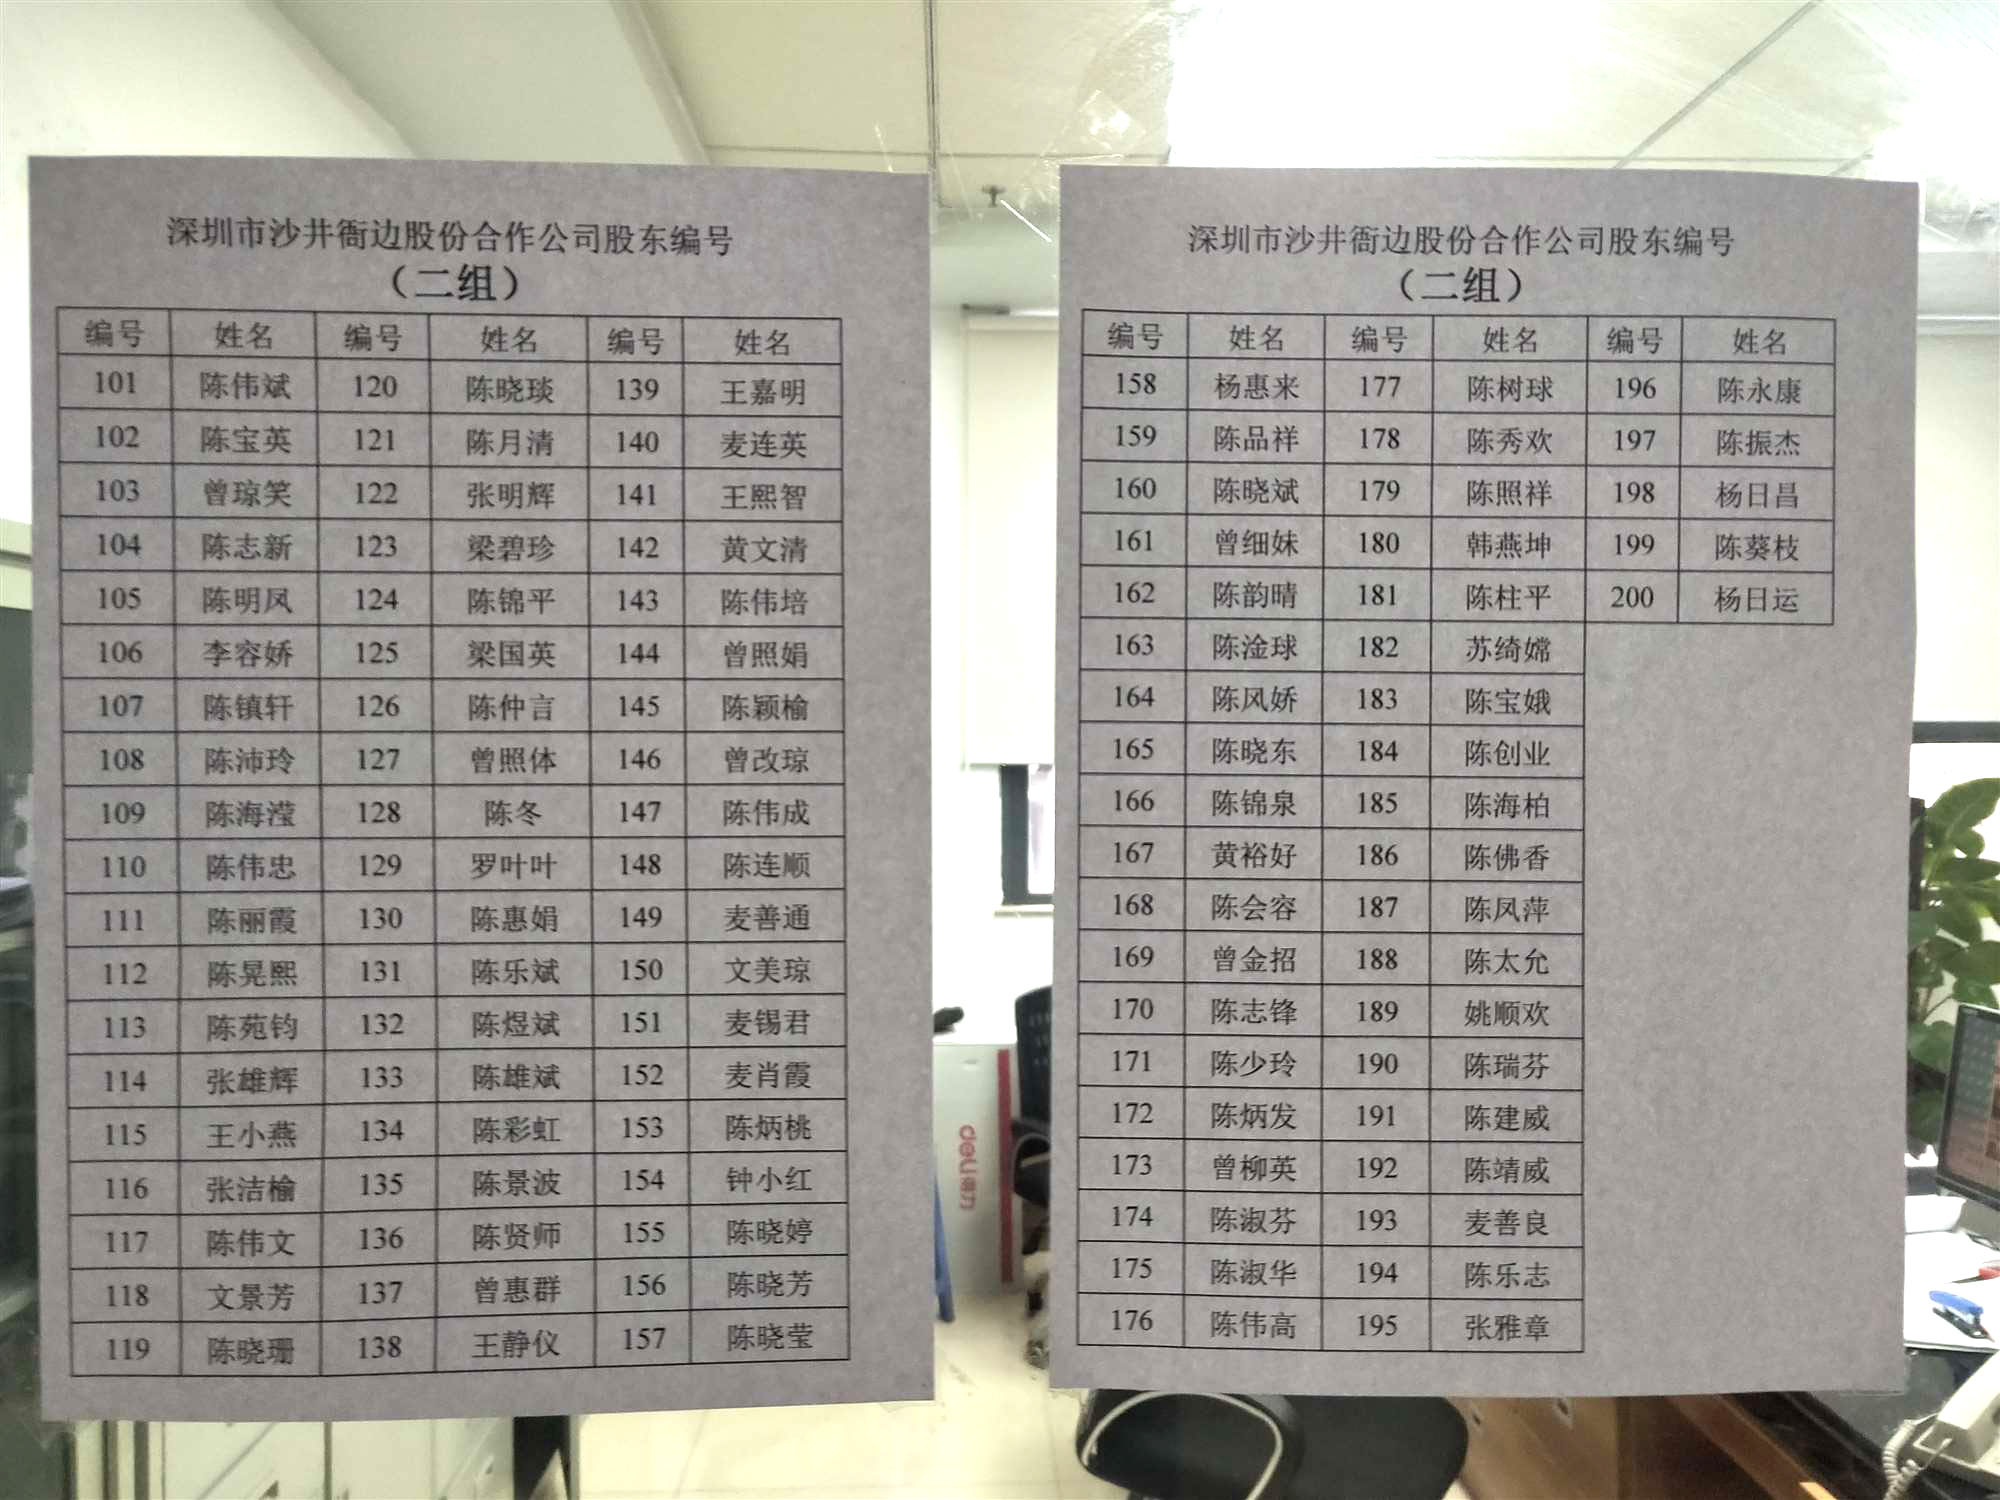 深圳市沙井衙边股份合作公司股东编号
（二组）
编号 姓名 编号 姓名 编号 姓名
101 陈伟斌 120 陈晓琰 139 王嘉明
102 陈宝英 121 陈月清 140 麦连英
103 曾琼笑 122 张明辉 141 王熙智
104 陈志新 123 梁碧珍 142 黄文清
105 陈明凤 124 陈锦平 143 陈伟培
106 李容娇 125 梁国英 144 曾照娟
107 陈镇轩 126 陈仲言 145 陈颖榆
108 陈沛玲 127 曾照体 146 曾改琼
109 陈海滢 128 陈冬 147 陈伟成
110 陈伟忠 129 罗叶叶 148 陈连顺
111 陈丽霞 130 陈惠娟 149 麦善通
112 陈晃熙 131 陈乐斌 150 文美琼
113 陈苑钧 132 陈煜斌 151 麦锡君
114 张雄辉 133 陈雄斌 152 麦肖霞
115 王小燕 134 陈彩虹 153 陈炳桃
116 张洁榆 135 陈景波 154 钟小红
117 陈伟文 136 陈贤师 155 陈晓婷
118 文景芳 137 曾惠群 156 陈晓芳
119 陈晓珊 138 王静仪 157 陈晓莹
深圳市沙井衙边股份合作公司股东编号
（二组）
编号 姓名 编号 姓名 编号 姓名
158 杨惠来 177 陈树球 196 陈永康
159 陈品祥 178 陈秀欢 197 陈振杰
160 陈晓斌 179 陈照祥 198 杨日昌
161 曾细妹 180 韩燕坤 199 陈葵枝
162 陈韵晴 181 陈柱平 200 杨日运
163 陈淦球 182 苏绮嫦
164 陈凤娇 183 陈宝娥
165 陈晓东 184 陈创业
166 陈锦泉 185 陈海柏
167 黄裕好 186 陈佛香
168 陈会容 187 陈凤萍
169 曾金招 188 陈太允
170 陈志锋 189 姚顺欢
171 陈少玲 190 陈瑞芬
172 陈炳发 191 陈建威
173 曾柳英 192 陈靖威
174 陈淑芬 193 麦善良
175 陈淑华 194 陈乐志
176 陈伟高 195 张雅章
deli得力